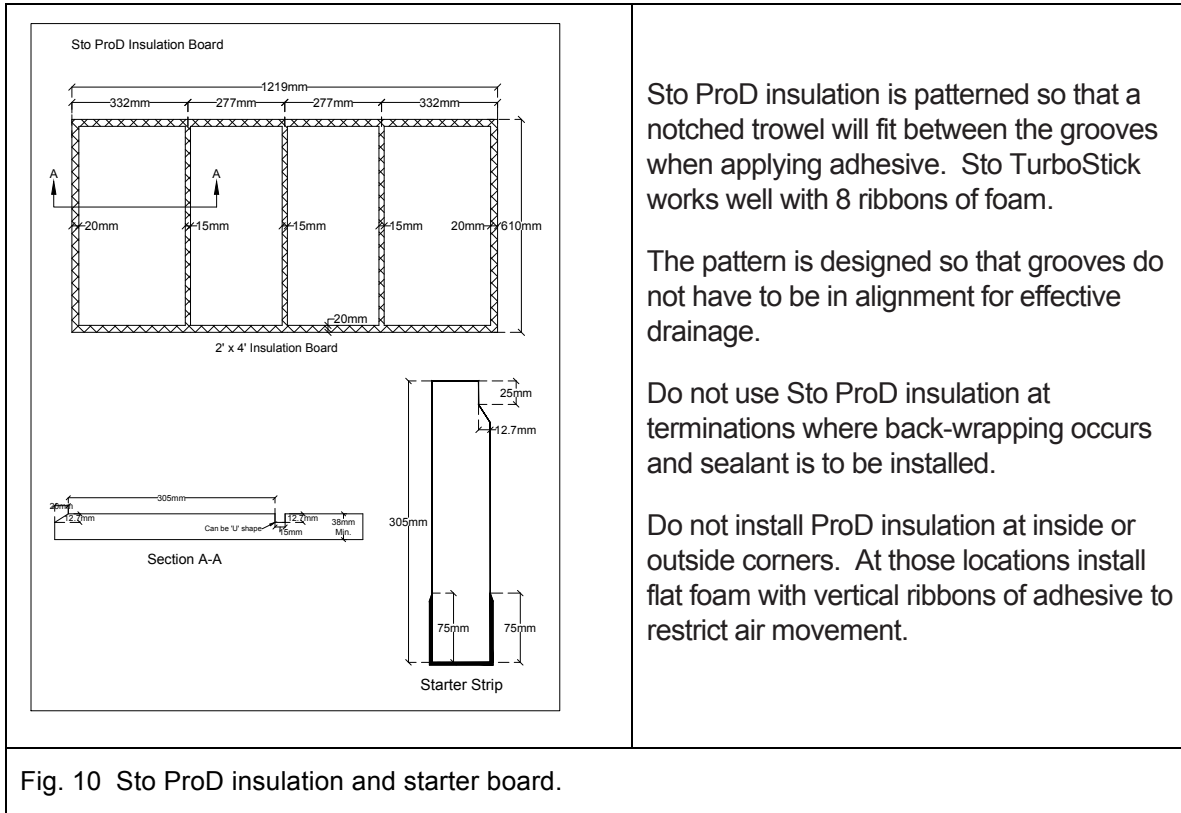 Sto ProD Insulation Board
1219mm
332mm 277mm 277mm 332mm
A A
20mm 15mm 15mm 15mm 20mm 610mm
20mm
2' x 4' Insulation Board
25mm
12.7mm
305mm
75mm 75mm
Starter Strip
305mm
20mm
12.7mm
Can be 'U' shape
12.7mm
15mm
38mm
Min.
Section A-A
Sto ProD insulation is patterned so that a
notched trowel will fit between the grooves
when applying adhesive. Sto TurboStick
works well with 8 ribbons of foam.
The pattern is designed so that grooves do
not have to be in alignment for effective
drainage.
Do not use Sto ProD insulation at
terminations where back-wrapping occurs
and sealant is to be installed.
Do not install ProD insulation at inside or
outside corners. At those locations install
flat foam with vertical ribbons of adhesive to
restrict air movement.
Fig. 10 Sto ProD insulation and starter board.